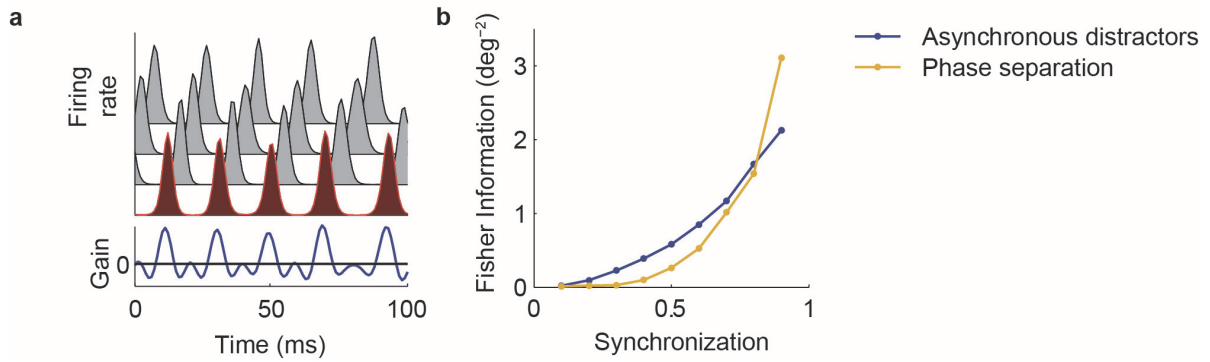 a
Firing
rate
Gain
0
0
50
100
Time (ms)
b
Fisher Information (deg⁻²)
3
2
1
0
0
0.5
1
Synchronization
Asynchronous distractors
Phase separation